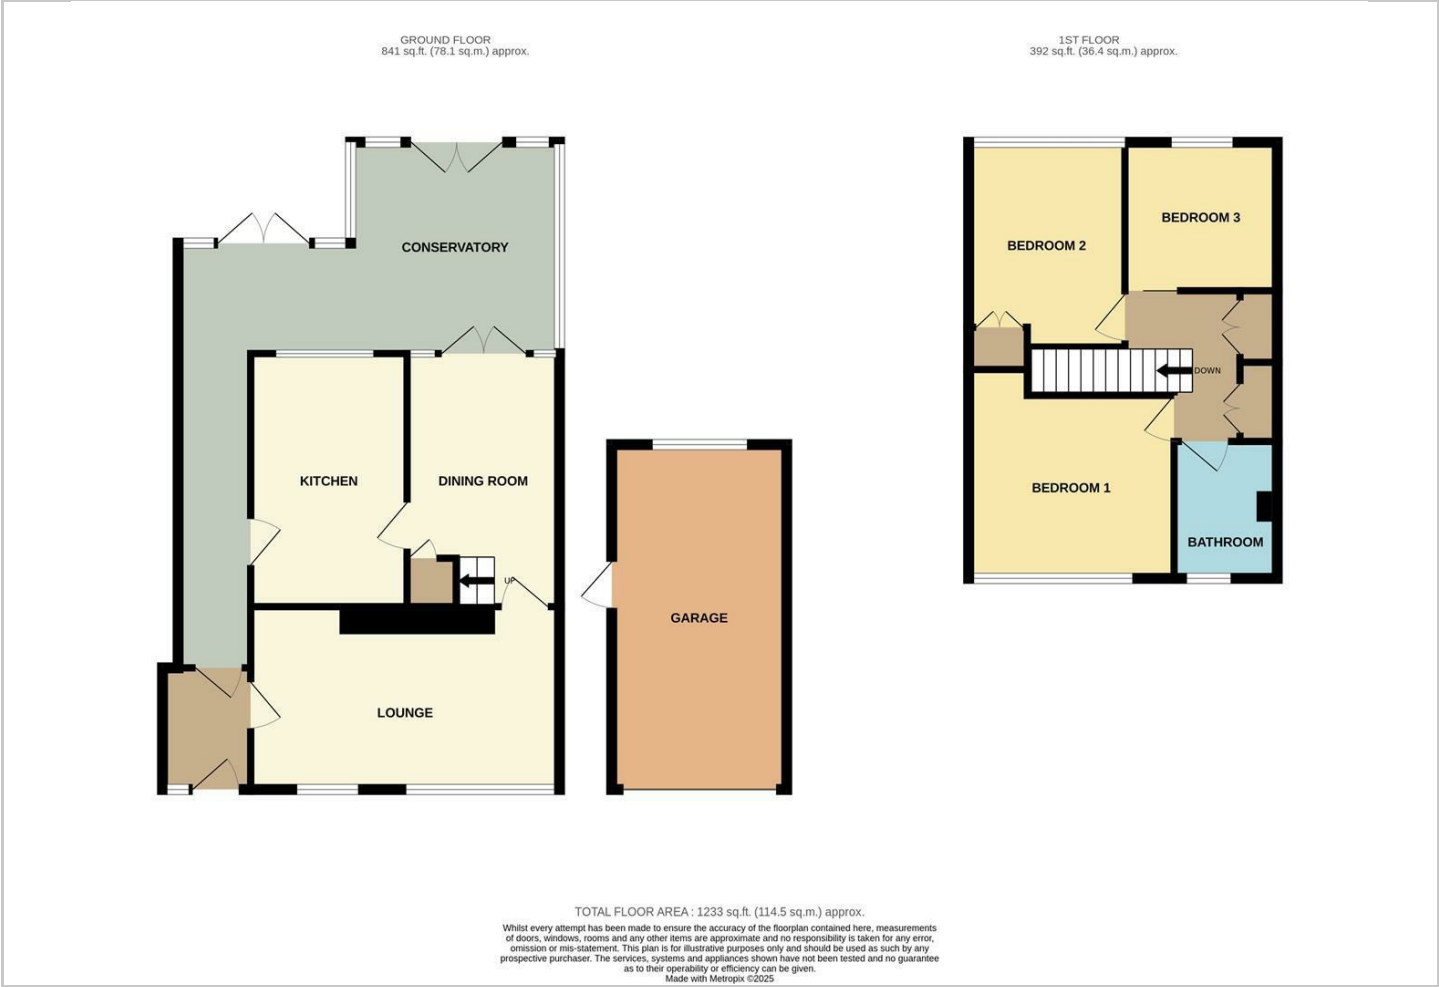 GROUND FLOOR
841 sq.ft. (78.1 sq.m.) approx.
1ST FLOOR
392 sq.ft. (36.4 sq.m.) approx.
CONSERVATORY
KITCHEN
DINING ROOM
UP
LOUNGE
GARAGE
BEDROOM 2
BEDROOM 3
DOWN
BEDROOM 1
BATHROOM
TOTAL FLOOR AREA : 1233 sq.ft. (114.5 sq.m.) approx.
Whilst every attempt has been made to ensure the accuracy of the floorplan contained here, measurements
of doors, windows, rooms and any other items are approximate and no responsibility is taken for any error,
omission or mis-statement. This plan is for illustrative purposes only and should be used as such by any
prospective purchaser. The services, systems and appliances shown have not been tested and no guarantee
as to their operability or efficiency can be given.
Made with Metropix ©2025